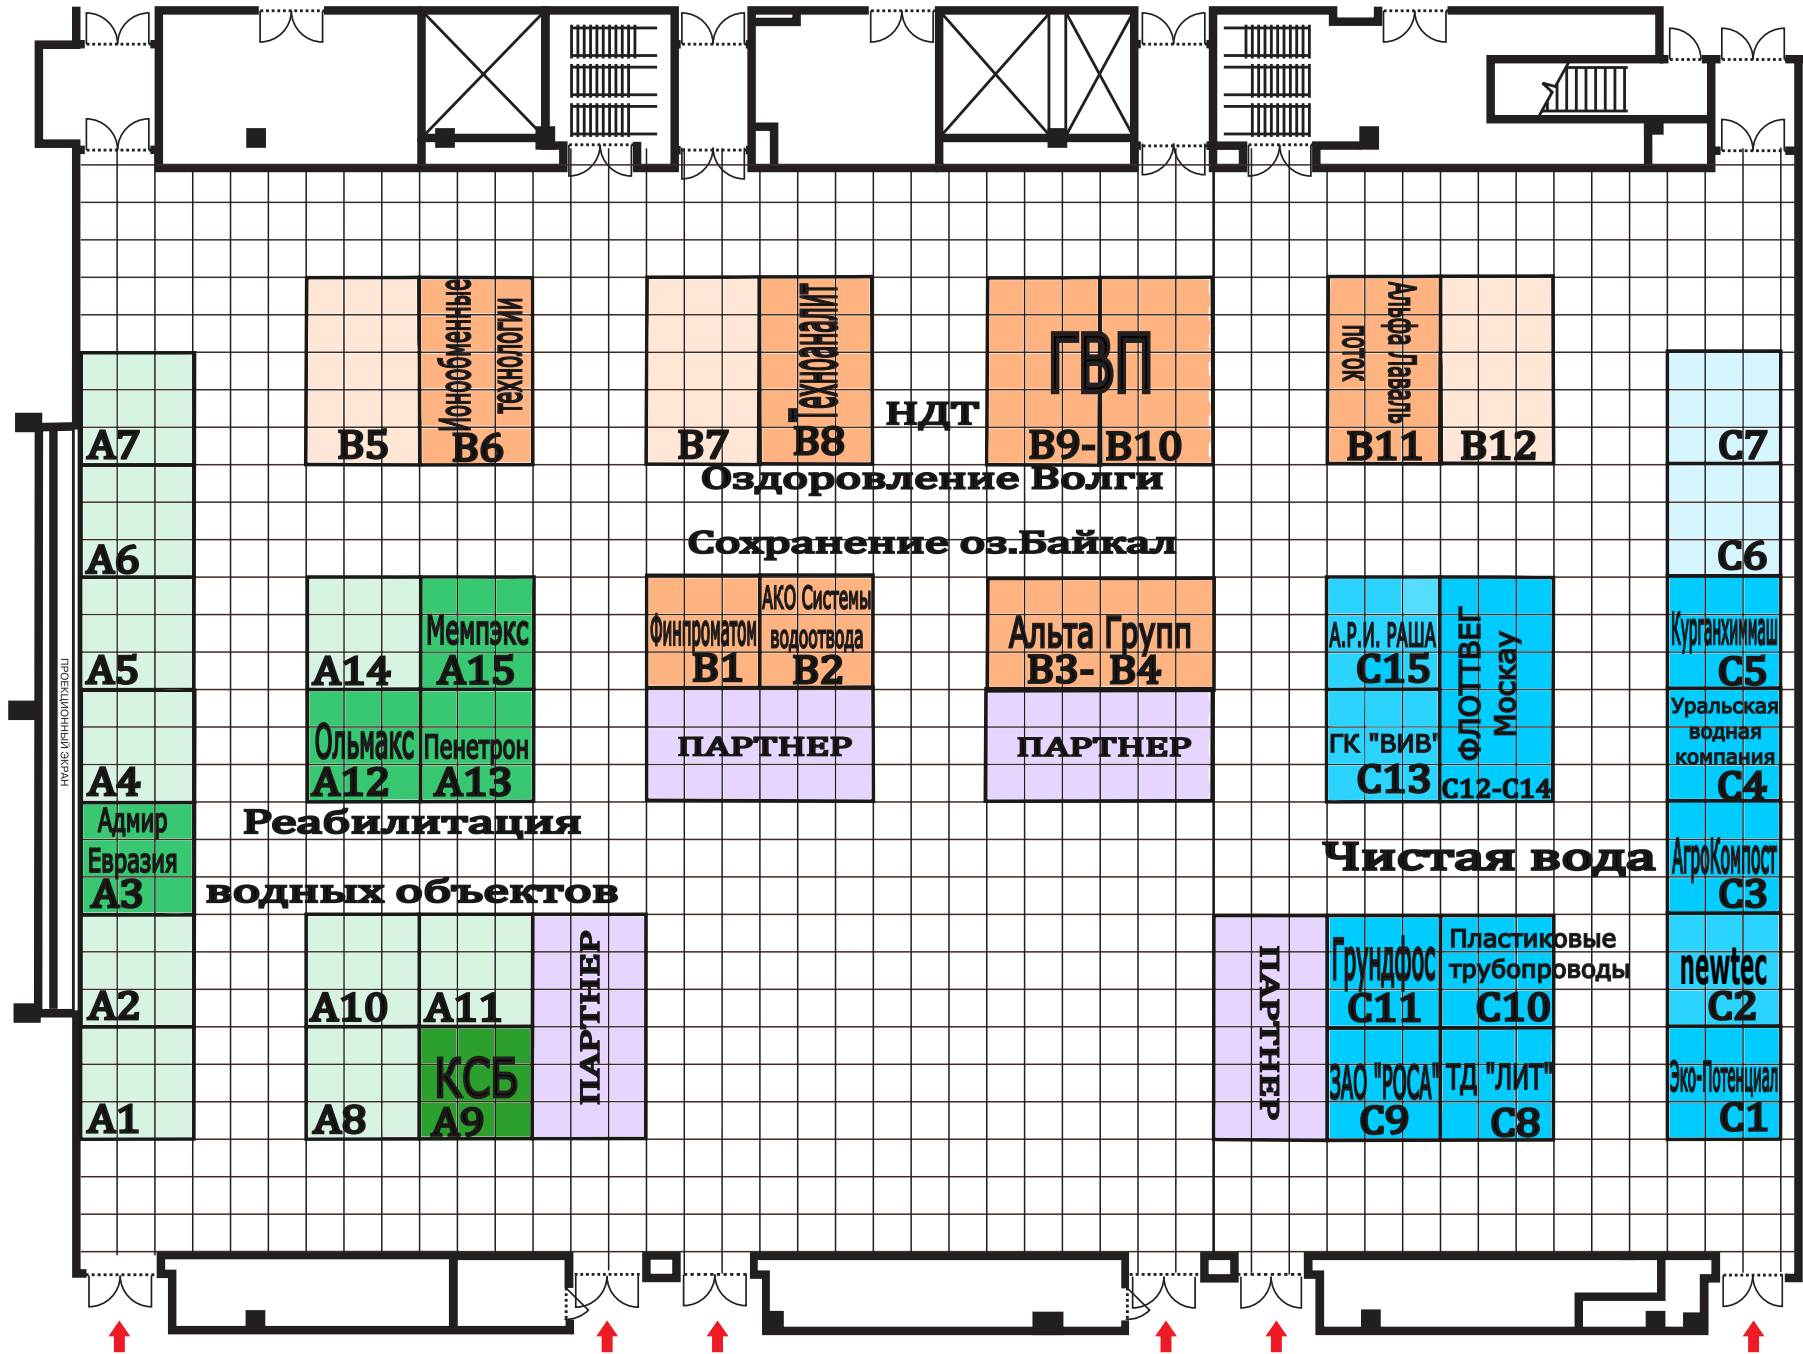 Ионообменные
технологии
B5
B6
Техноаналит
B7
B8
НДТ
ГВП
B9- B10
Альфа Лаваль
поток
B11
B12
Оздоровление Волги
Сохранение оз.Байкал
A7
A6
A5
A4
Адмир
Евразия
A3
A2
A1
ПРОЕКЦИОННЫЙ ЭКРАН
A14
Мемпэкс
A15
Ольмакс
A12
Пенетрон
A13
Реабилитация
водных объектов
A10
A11
A8
КСБ
A9
ПАРТНЕР
Финпроматом
B1
АКО Системы
водоотвода
B2
ПАРТНЕР
Альта Групп
B3- B4
ПАРТНЕР
А.Р.И. РАША
C15
ГК "ВИВ"
C13
ФЛОТТВЕГ
Москау
C12-C14
Чистая вода
ПАРТНЕР
Грундфос
C11
Пластиковые
трубопроводы
C10
ЗАО "РОСА"
C9
ТД "ЛИТ"
C8
C7
C6
Курганхиммаш
C5
Уральская
водная
компания
C4
АгроКомпост
C3
newtec
C2
Эко-Потенциал
C1